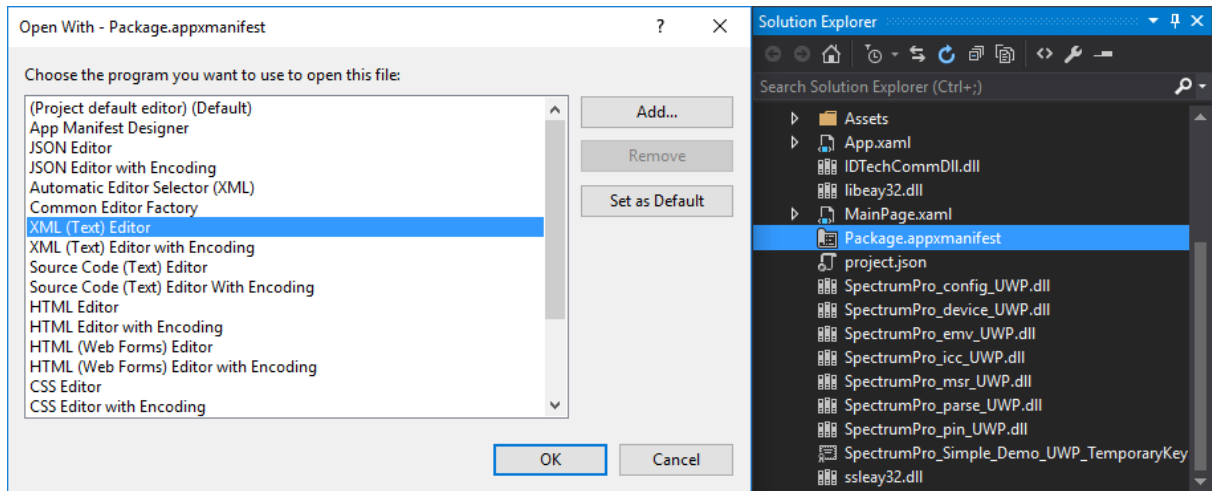 Open With - Package.appxmanifest
Choose the program you want to use to open this file:
(Project default editor) (Default)
App Manifest Designer
JSON Editor
JSON Editor with Encoding
Automatic Editor Selector (XML)
Common Editor Factory
XML (Text) Editor
XML (Text) Editor with Encoding
Source Code (Text) Editor
Source Code (Text) Editor With Encoding
HTML Editor
HTML Editor with Encoding
HTML (Web Forms) Editor
HTML (Web Forms) Editor with Encoding
CSS Editor
CSS Editor with Encoding
Add...
Remove
Set as Default
OK
Cancel
Solution Explorer
Search Solution Explorer (Ctrl+;)
Assets
App.xaml
IDTechCommDll.dll
libeay32.dll
MainPage.xaml
Package.appxmanifest
project.json
SpectrumPro_config_UWP.dll
SpectrumPro_device_UWP.dll
SpectrumPro_emv_UWP.dll
SpectrumPro_icc_UWP.dll
SpectrumPro_msr_UWP.dll
SpectrumPro_parse_UWP.dll
SpectrumPro_pin_UWP.dll
SpectrumPro_Simple_Demo_UWP_TemporaryKey
ssleay32.dll